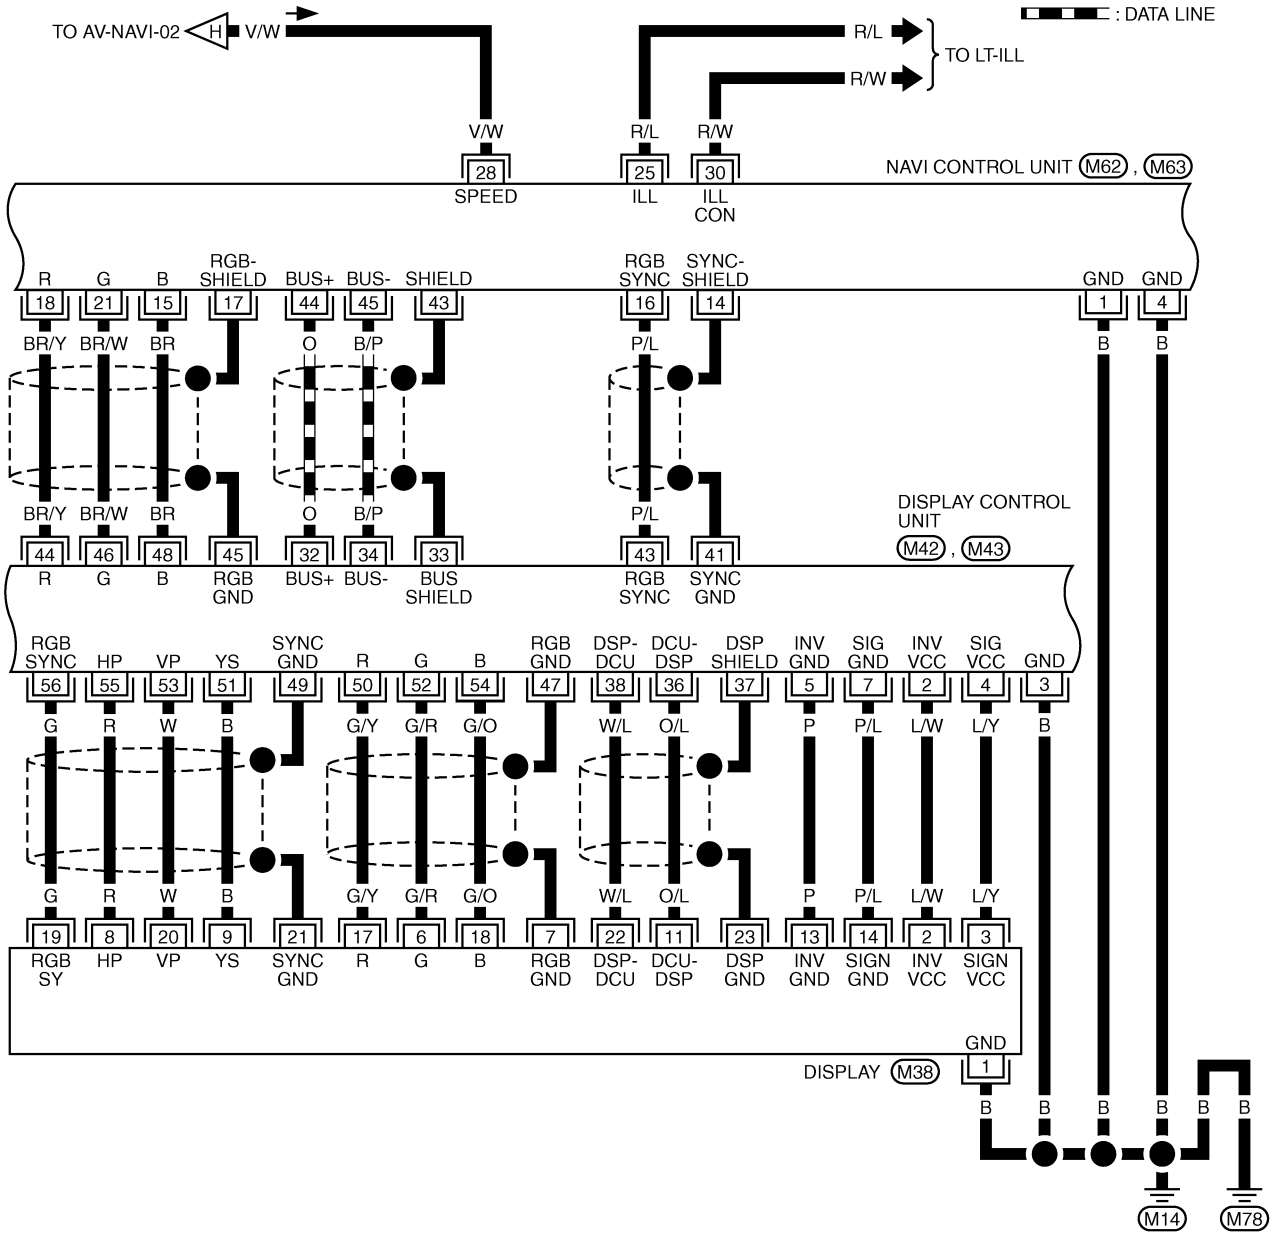 TO AV-NAVI-02 H V/W
: DATA LINE
R/L
R/W
TO LT-ILL
V/W R/L R/W
28 25 30
NAVI CONTROL UNIT M62 , M63
SPEED ILL ILL CON
R G B RGB-SHIELD BUS+ BUS- SHIELD RGB SYNC SYNC-SHIELD GND GND
18 21 15 17 44 45 43 16 14 1 4
BR/Y BR/W BR O B/P P/L B B
BR/Y BR/W BR O B/P P/L
DISPLAY CONTROL
UNIT
M42 , M43
44 46 48 45 32 34 33 43 41
R G B RGB GND BUS+ BUS- BUS SHIELD RGB SYNC SYNC GND
RGB SYNC HP VP YS SYNC GND R G B RGB GND DSP-DCU DCU-DSP DSP SHIELD INV GND SIG GND INV VCC SIG VCC GND
56 55 53 51 49 50 52 54 47 38 36 37 5 7 2 4 3
G R W B G/Y G/R G/O W/L O/L P P/L L/W L/Y B
G R W B G/Y G/R G/O W/L O/L P P/L L/W L/Y
19 8 20 9 21 17 6 18 7 22 11 23 13 14 2 3
RGB SY HP VP YS SYNC GND R G B RGB GND DSP-DCU DCU-DSP DSP GND INV GND SIGN GND INV VCC SIGN VCC
GND
DISPLAY M38 1
B B B B B B
M14 M78